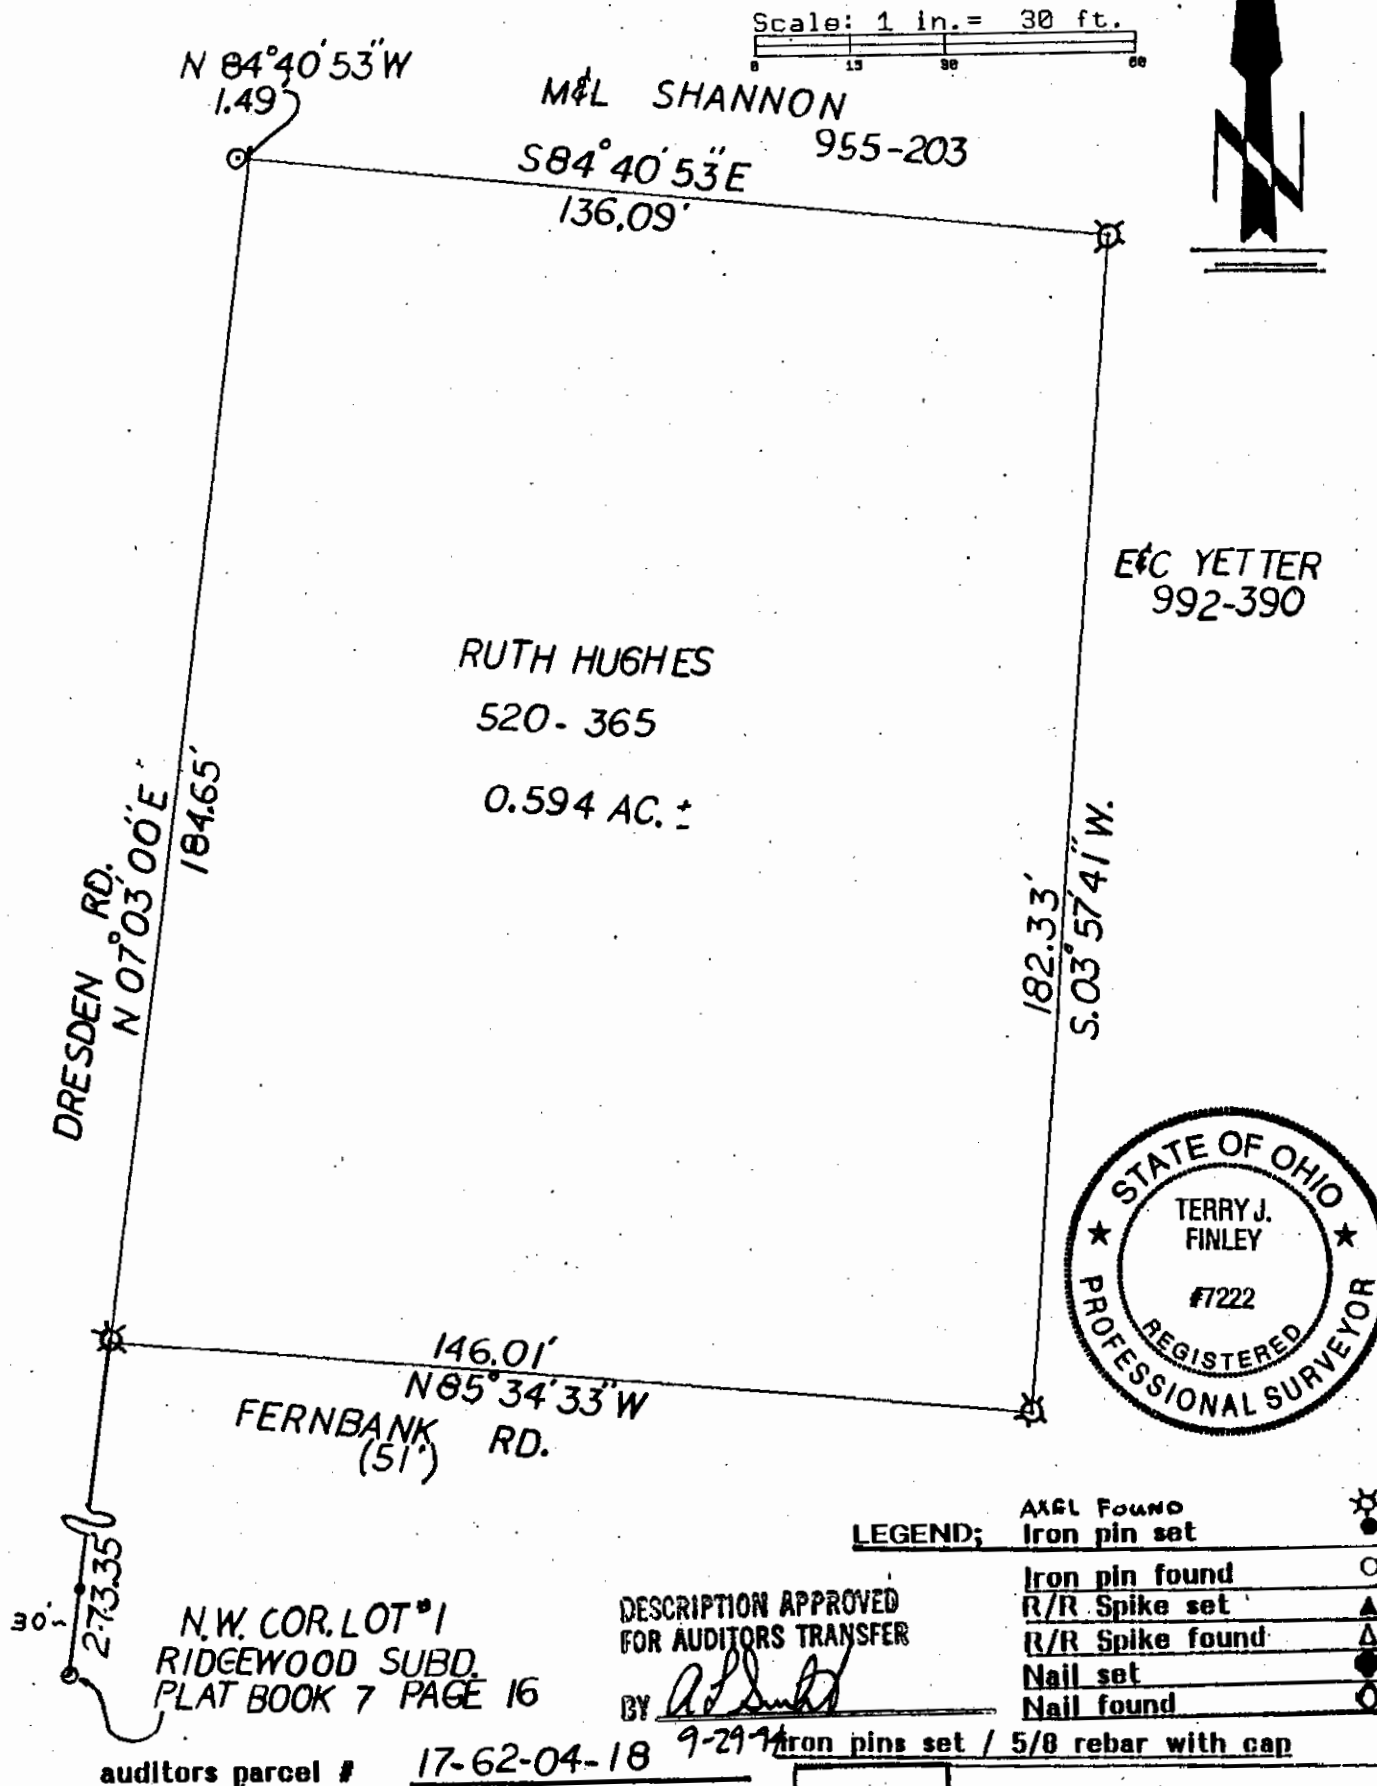 Scale: 1 in.= 30 ft.
0 15 30 60
N 84°40'53"W
1.49'
M&L SHANNON
955-203
S84°40'53"E
136.09'
N
E&C YETTER
992-390
RUTH HUGHES
520-365
0.594 AC. ±
DRESDEN RD.
N 07°03'00"E
184.65'
182.33'
S.03°57'41"W.
STATE OF OHIO
TERRY J.
FINLEY
#7222
REGISTERED
PROFESSIONAL SURVEYOR
146.01'
N85°34'33"W
FERNBANK RD.
(51')
273.35'
30'~
N.W. COR. LOT #1
RIDGEWOOD SUBD.
PLAT BOOK 7 PAGE 16
DESCRIPTION APPROVED
FOR AUDITORS TRANSFER
BY
9-29-94
AXEL FOUND
LEGEND; Iron pin set
Iron pin found
R/R Spike set
R/R Spike found
Nail set
Nail found
Iron pins set / 5/8 rebar with cap
auditors parcel # 17-62-04-18